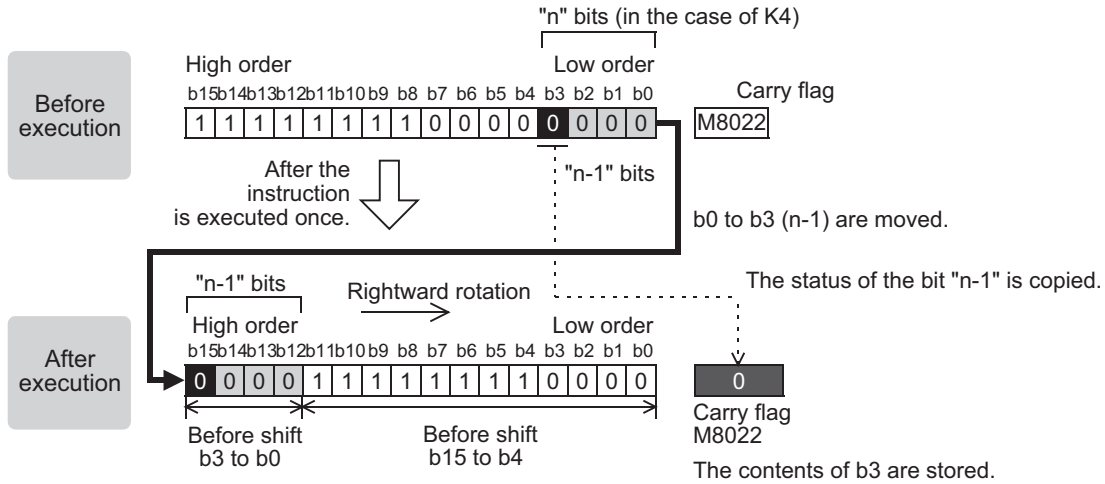 "n" bits (in the case of K4)
High order
Low order
Before
execution
b15b14b13b12b11b10 b9 b8 b7 b6 b5 b4 b3 b2 b1 b0
Carry flag
1 1 1 1 1 1 1 1 0 0 0 0 0 0 0 0
M8022
After the
instruction
is executed once.
"n-1" bits
b0 to b3 (n-1) are moved.
"n-1" bits
Rightward rotation
The status of the bit "n-1" is copied.
High order
Low order
After
execution
b15b14b13b12b11b10 b9 b8 b7 b6 b5 b4 b3 b2 b1 b0
0 0 0 0 1 1 1 1 1 1 1 1 0 0 0 0
0
Before shift
b3 to b0
Before shift
b15 to b4
Carry flag
M8022
The contents of b3 are stored.